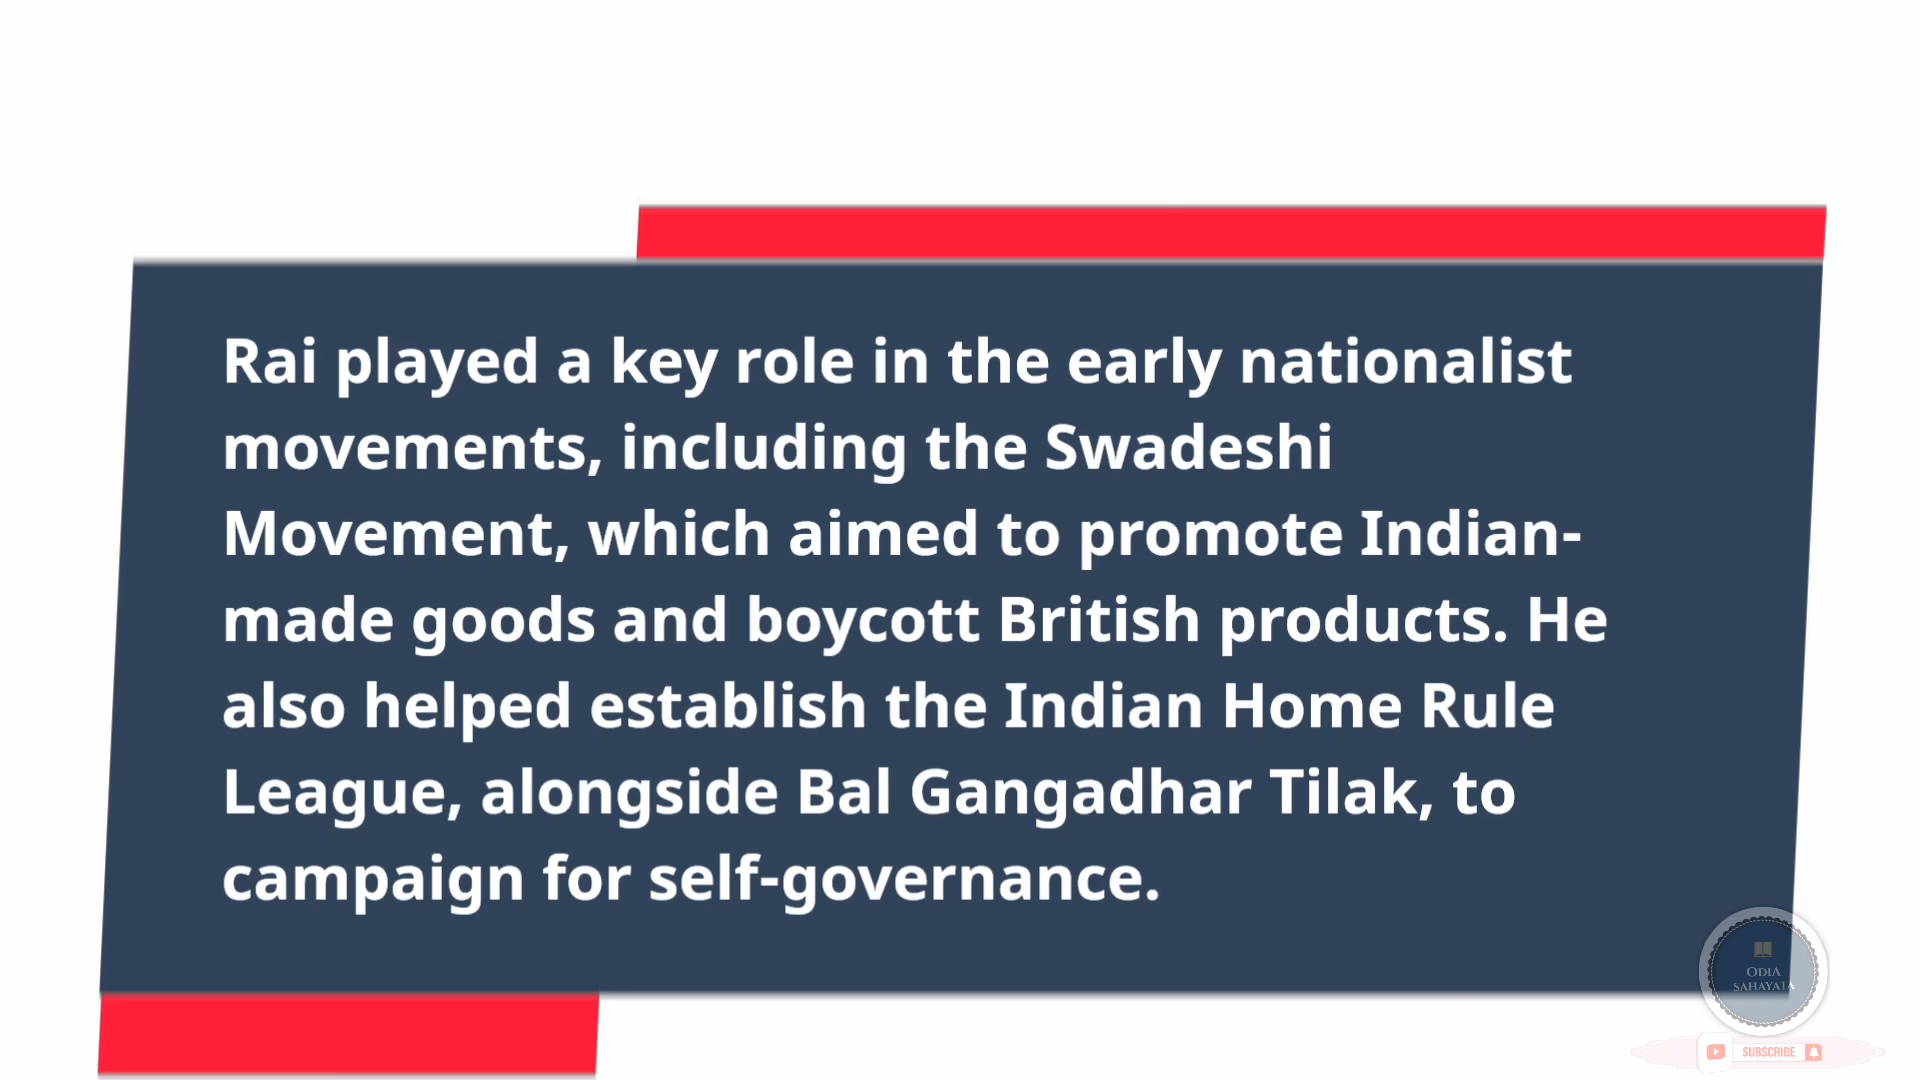 Rai played a key role in the early nationalist
movements, including the Swadeshi
Movement, which aimed to promote Indian-
made goods and boycott British products. He
also helped establish the Indian Home Rule
League, alongside Bal Gangadhar Tilak, to
campaign for self-governance.
ODIA
SAHAYATA
SUBSCRIBE